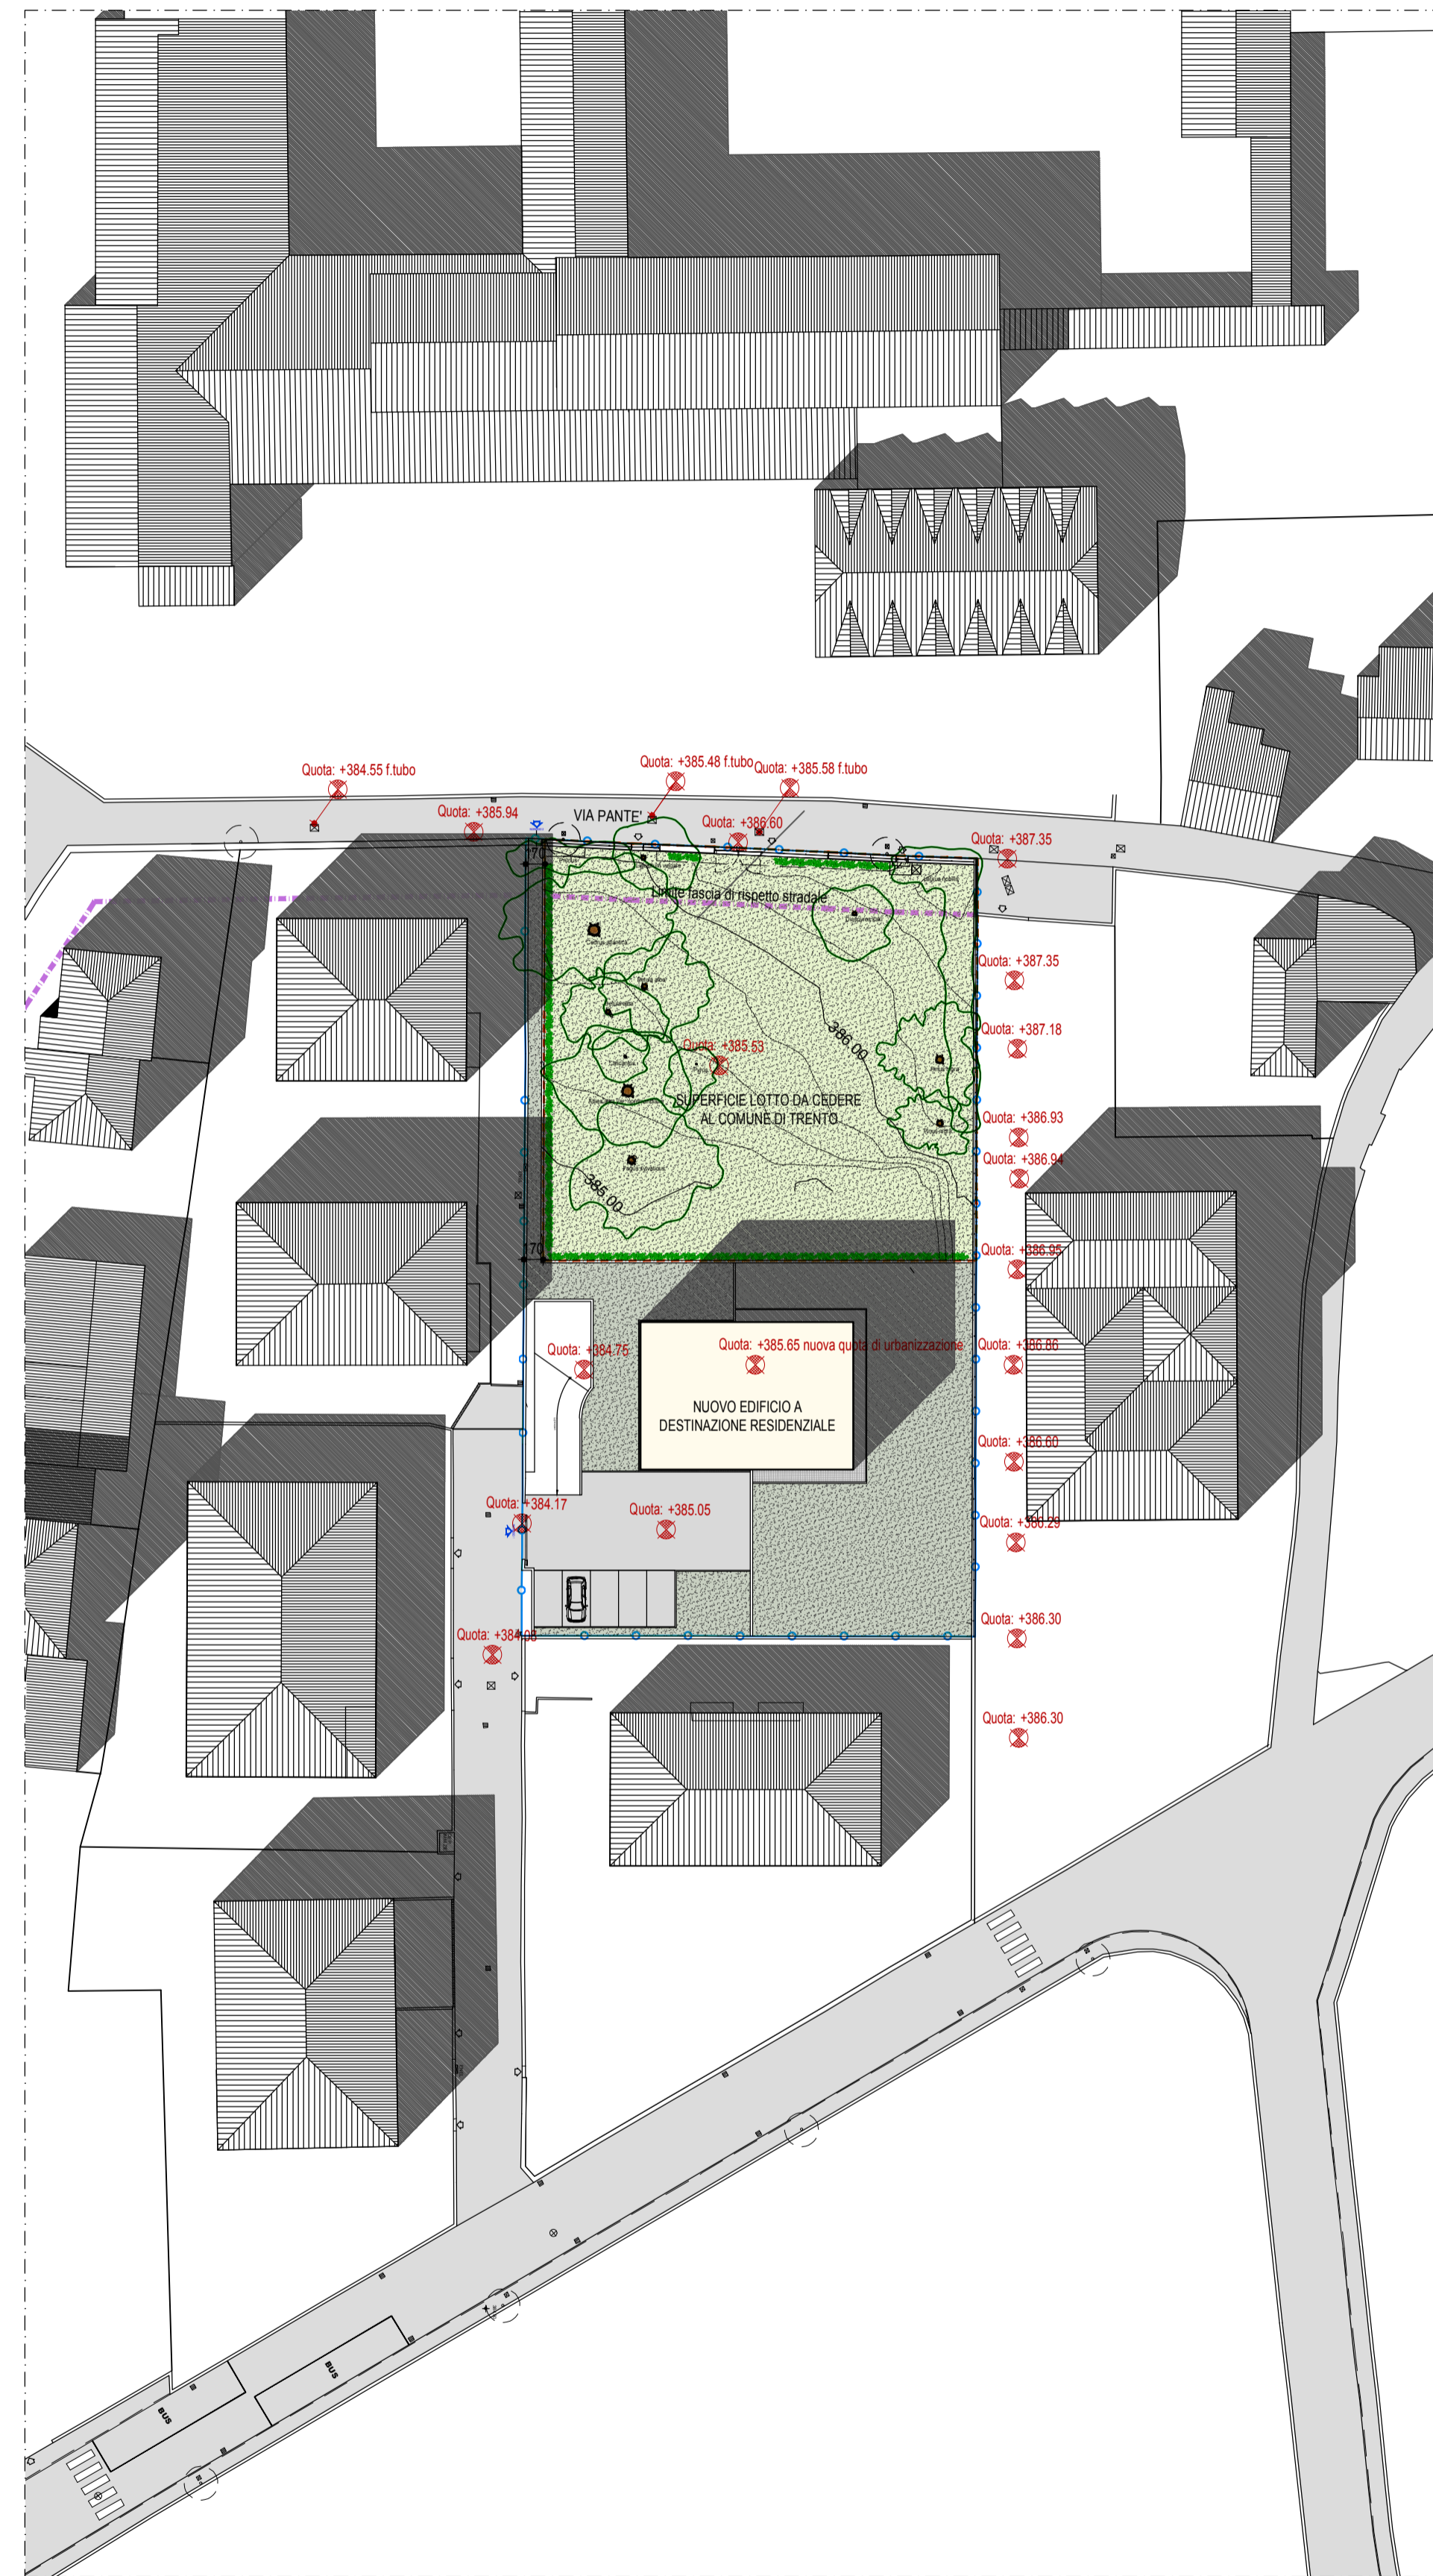 Quota: +384.55 f.tubo
Quota: +385.48 f.tubo
Quota: +385.58 f.tubo
Quota: +385.94
VIA PANTE'
Quota: +386.60
Quota: +387.35
170
Limite fascia di rispetto stradale
Quota: +387.35
386.00
Quota: +387.18
Quota: +385.53
SUPERFICIE LOTTO DA CEDERE
AL COMUNE DI TRENTO
Quota: +386.93
Quota: +386.94
385.00
170
Quota: +386.95
Quota: +384.75
Quota: +385.65 nuova quota di urbanizzazione
Quota: +386.86
NUOVO EDIFICIO A
DESTINAZIONE RESIDENZIALE
Quota: +386.60
Quota: +384.17
Quota: +385.05
Quota: +386.29
Quota: +386.30
Quota: +384.08
Quota: +386.30
BUS
BUS